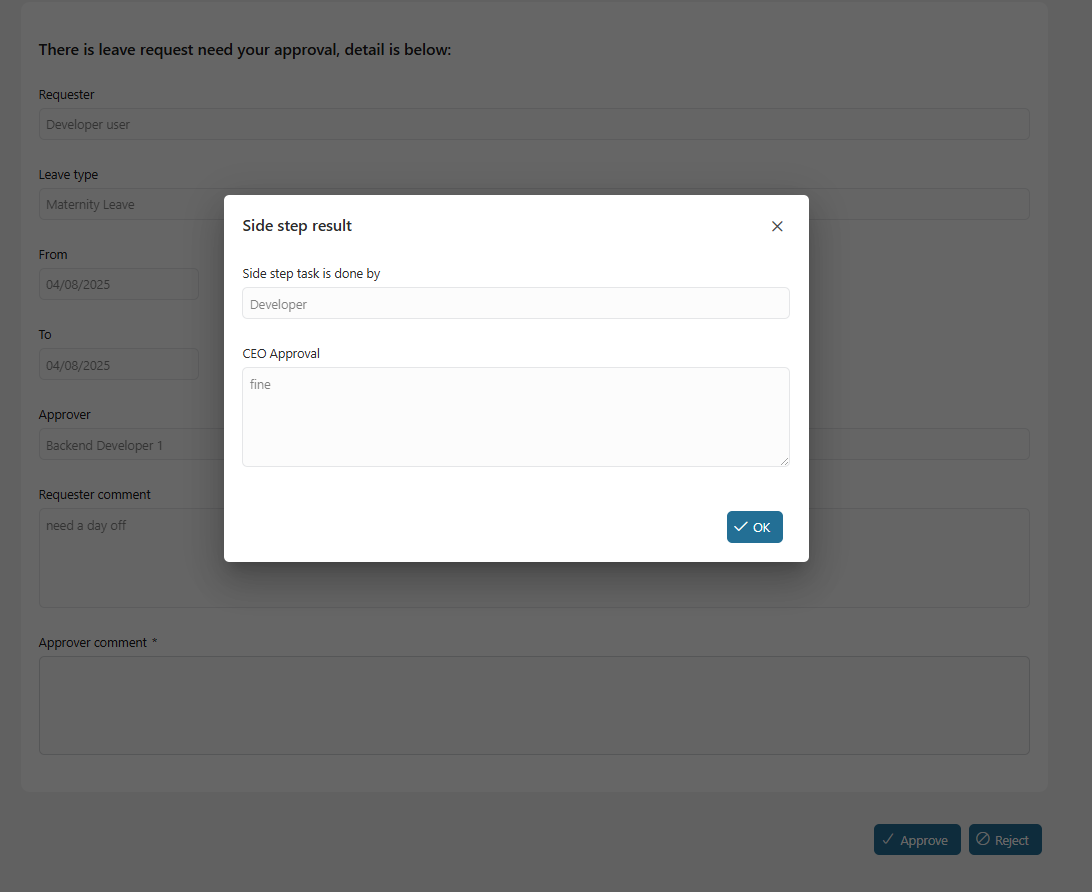 There is leave request need your approval, detail is below:
Requester
Developer user
Leave type
Maternity Leave
From
04/08/2025
To
04/08/2025
Approver
Backend Developer 1
Requester comment
need a day off
Approver comment *
Approve
Reject
Side step result
Side step task is done by
Developer
CEO Approval
fine
OK